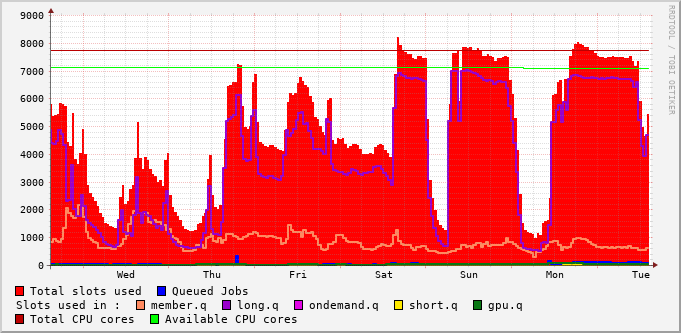 9000
8000
7000
6000
5000
4000
3000
2000
1000
0
Wed Thu Fri Sat Sun Mon Tue
RRDTOOL / TOBI OETIKER
Total slots used Queued Jobs
Slots used in : member.q long.q ondemand.q short.q gpu.q
Total CPU cores Available CPU cores